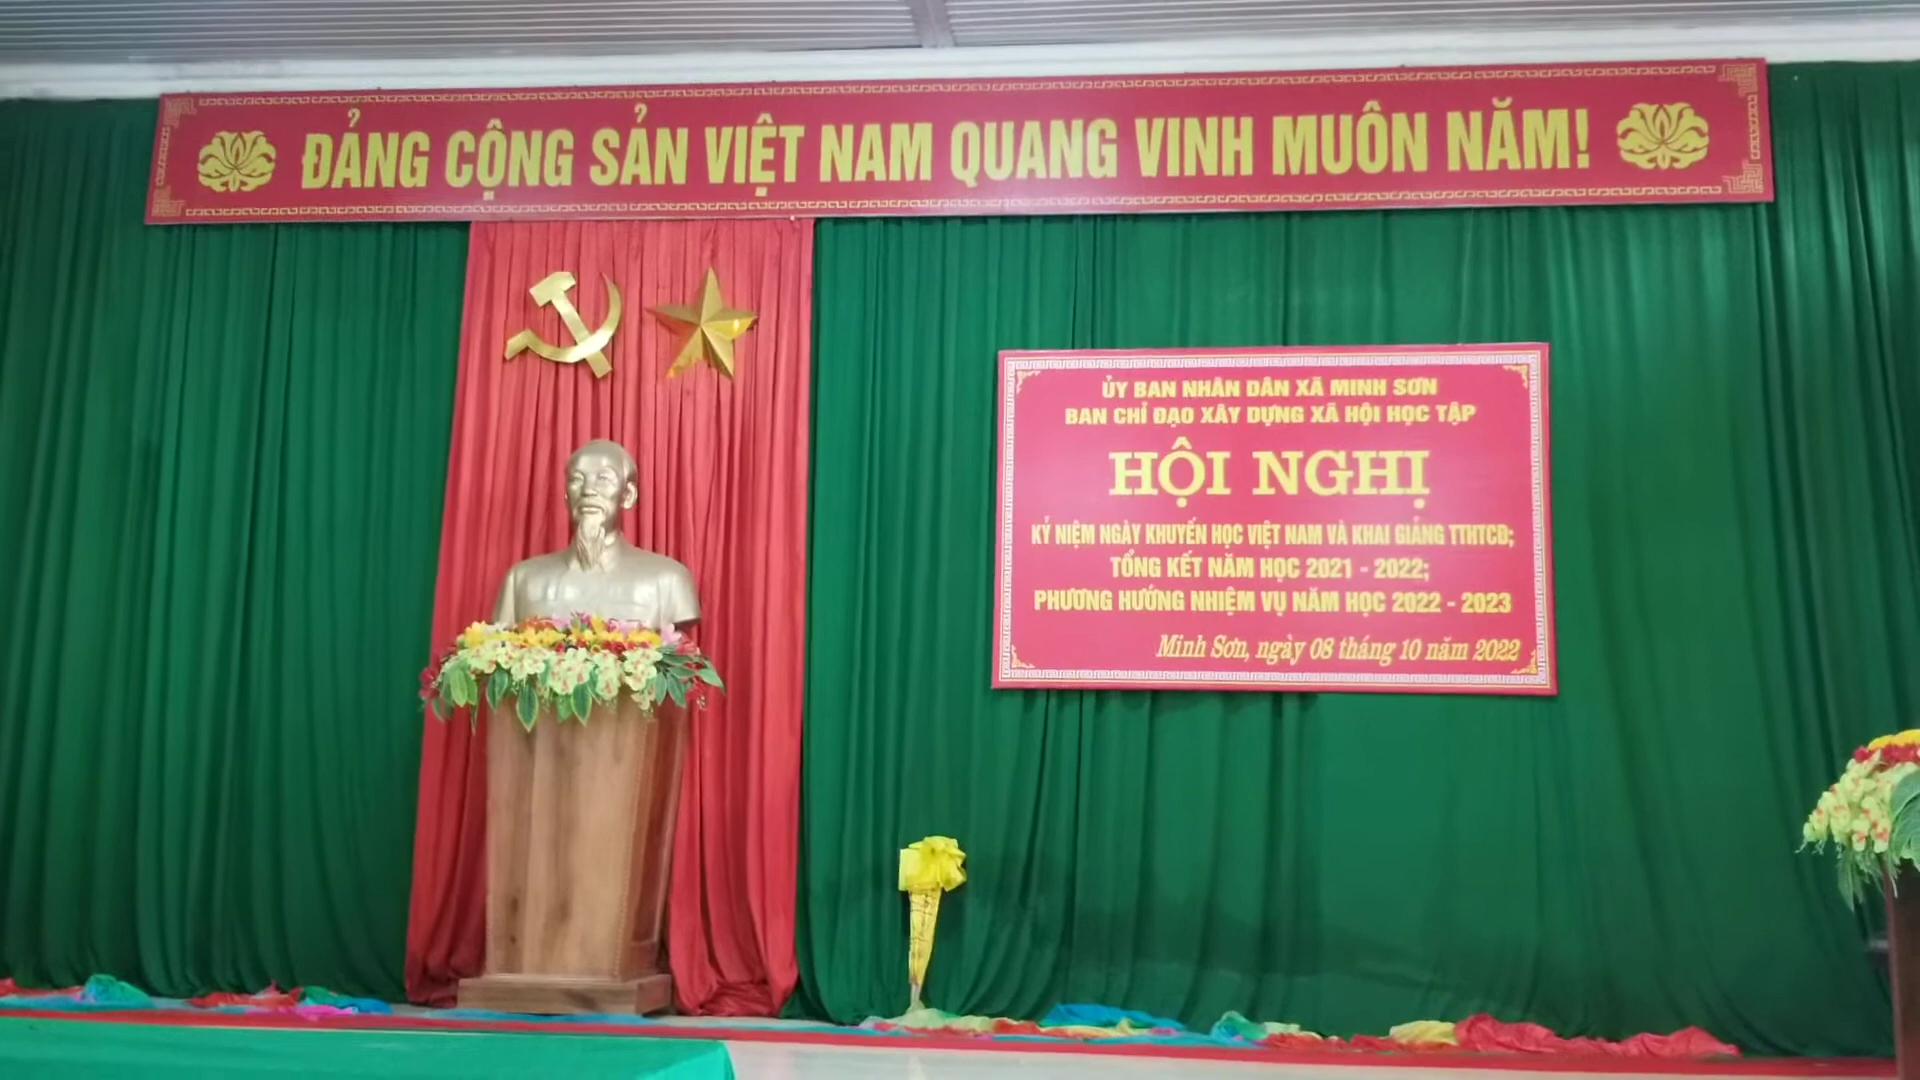 ĐẢNG CỘNG SẢN VIỆT NAM QUANG VINH MUÔN NĂM!
ỦY BAN NHÂN DÂN XÃ MINH SƠN
BAN CHỈ ĐẠO XÂY DỰNG XÃ HỘI HỌC TẬP
HỘI NGHỊ
KỶ NIỆM NGÀY KHUYẾN HỌC VIỆT NAM VÀ KHAI GIẢNG TTHTCĐ;
TỔNG KẾT NĂM HỌC 2021 - 2022;
PHƯƠNG HƯỚNG NHIỆM VỤ NĂM HỌC 2022 - 2023
Minh Sơn, ngày 08 tháng 10 năm 2022